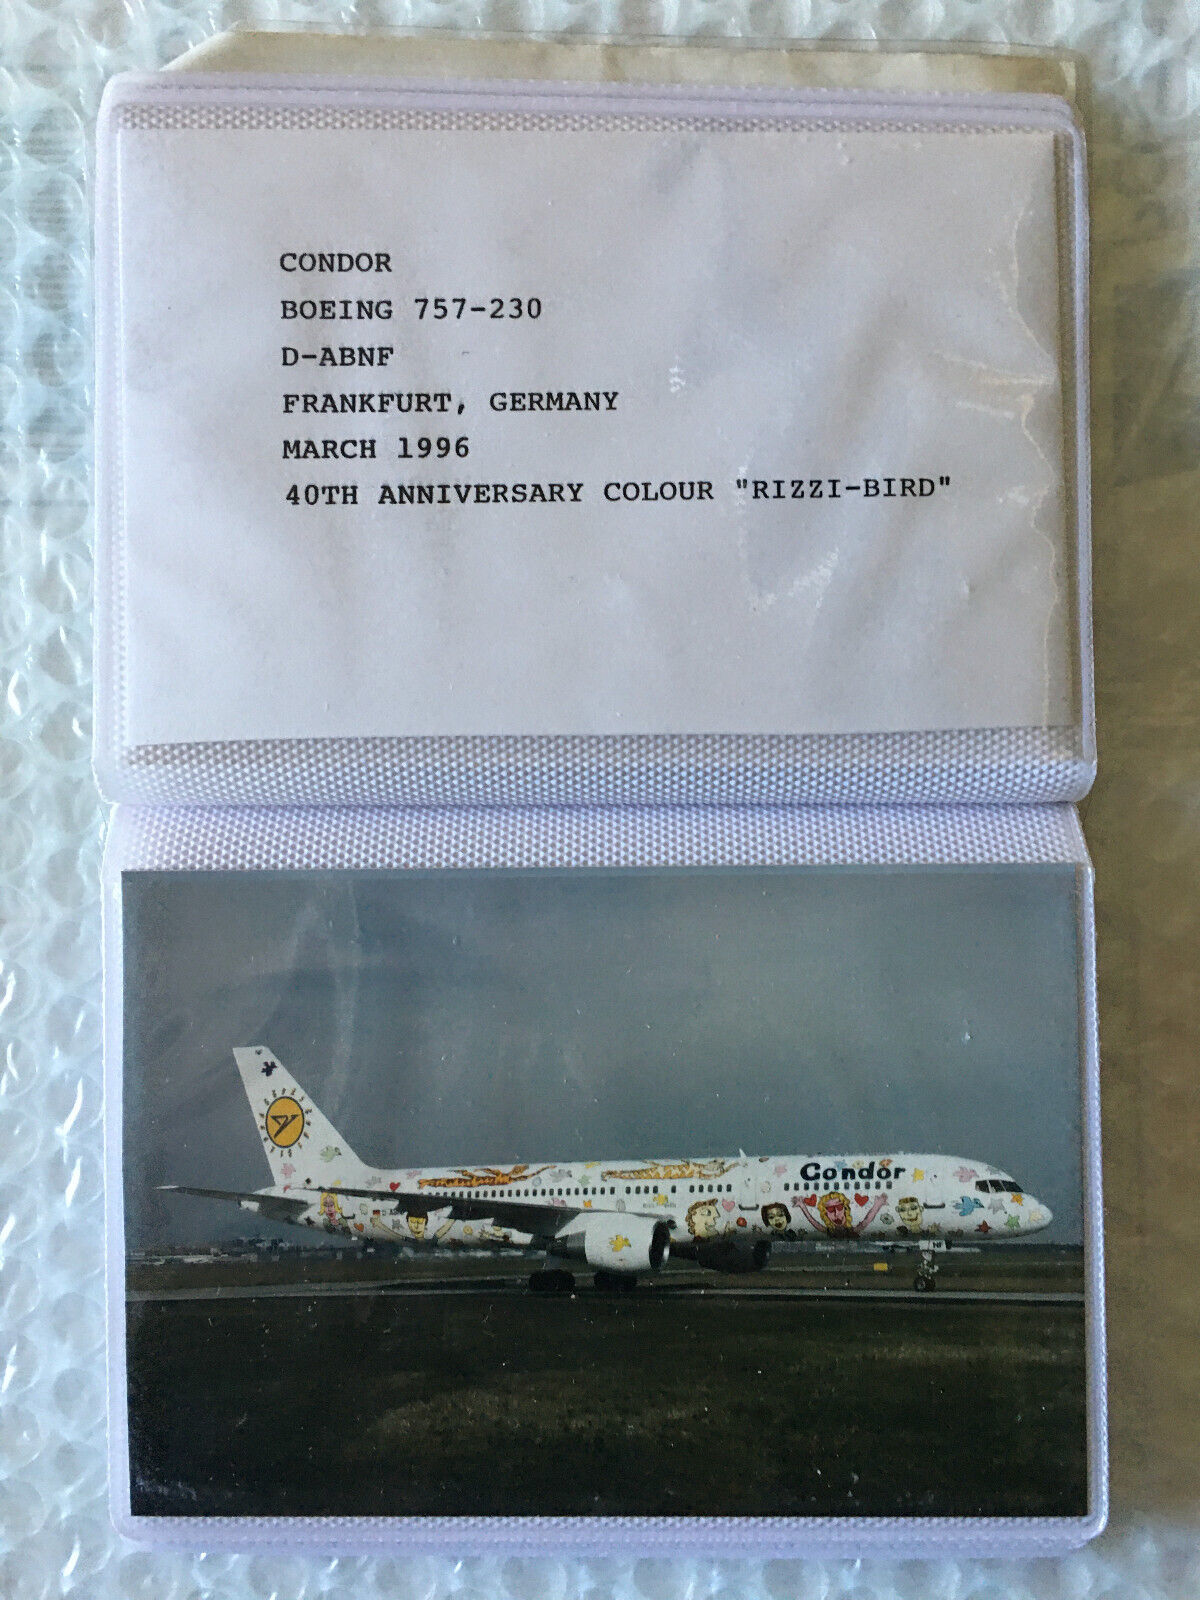 CONDOR
BOEING 757-230
D-ABNF
FRANKFURT, GERMANY
MARCH 1996
40TH ANNIVERSARY COLOUR "RIZZI-BIRD"
Condor